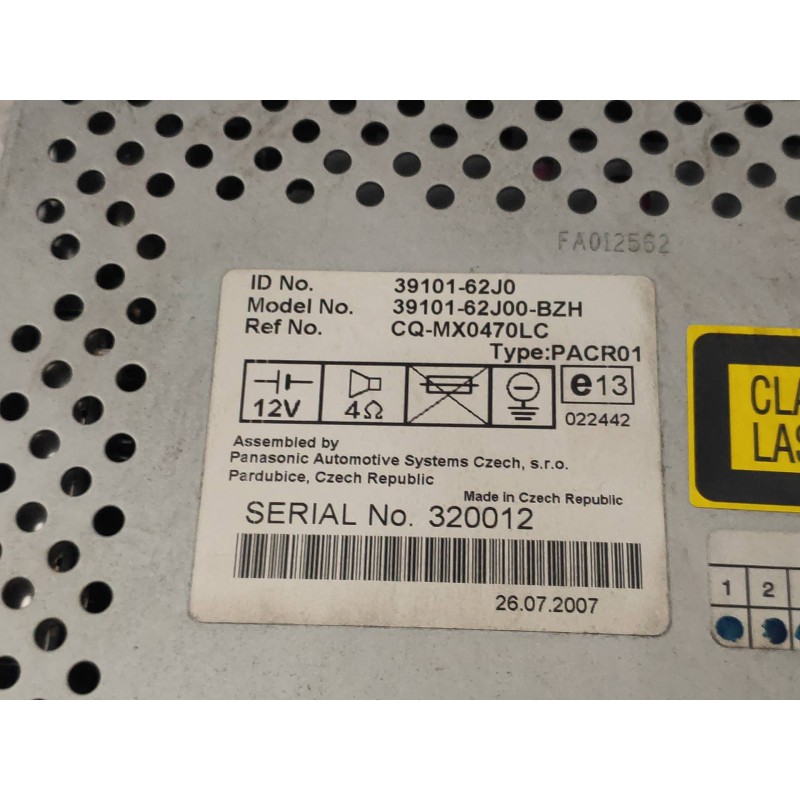 FA012562
ID No. 39101-62J0
Model No. 39101-62J00-BZH
Ref No. CQ-MX0470LC
Type:PACR01
12V
4Ω
e13
022442
Assembled by
Panasonic Automotive Systems Czech, s.r.o.
Pardubice, Czech Republic
Made in Czech Republic
SERIAL No. 320012
26.07.2007
CLA
LAS
1 2